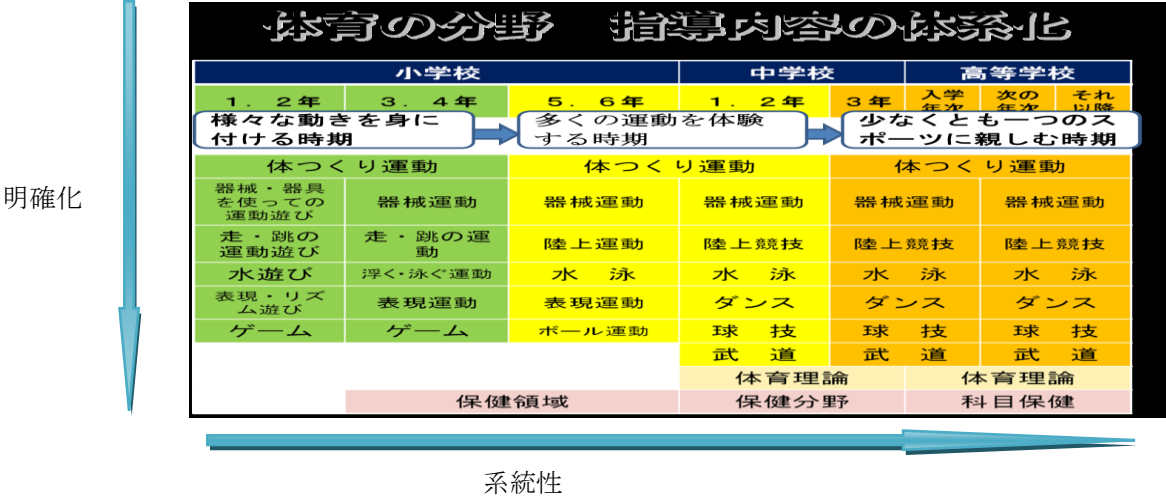 体育の分野 指導内容の体系化
小学校 中学校 高等学校
1.2年 3.4年 5.6年 1.2年 3年 入学年次 次の年次 それ以降
様々な動きを身に
付ける時期
多くの運動を体験
する時期
少なくとも一つのス
ポーツに親しむ時期
体つくり運動 体つくり運動 体つくり運動
器械・器具
を使っての
運動遊び
器械運動 器械運動 器械運動 器械運動 器械運動
走・跳の
運動遊び
走・跳の運
動
陸上運動 陸上競技 陸上競技 陸上競技
水遊び 浮く・泳ぐ運動 水 泳 水 泳 水 泳 水 泳
表現・リズ
ム遊び
表現運動 表現運動 ダンス ダンス ダンス
ゲーム ゲーム ボール運動 球 技 球 技 球 技
武 道 武 道 武 道
体育理論 体育理論
保健領域 保健分野 科目保健
明確化
系統性